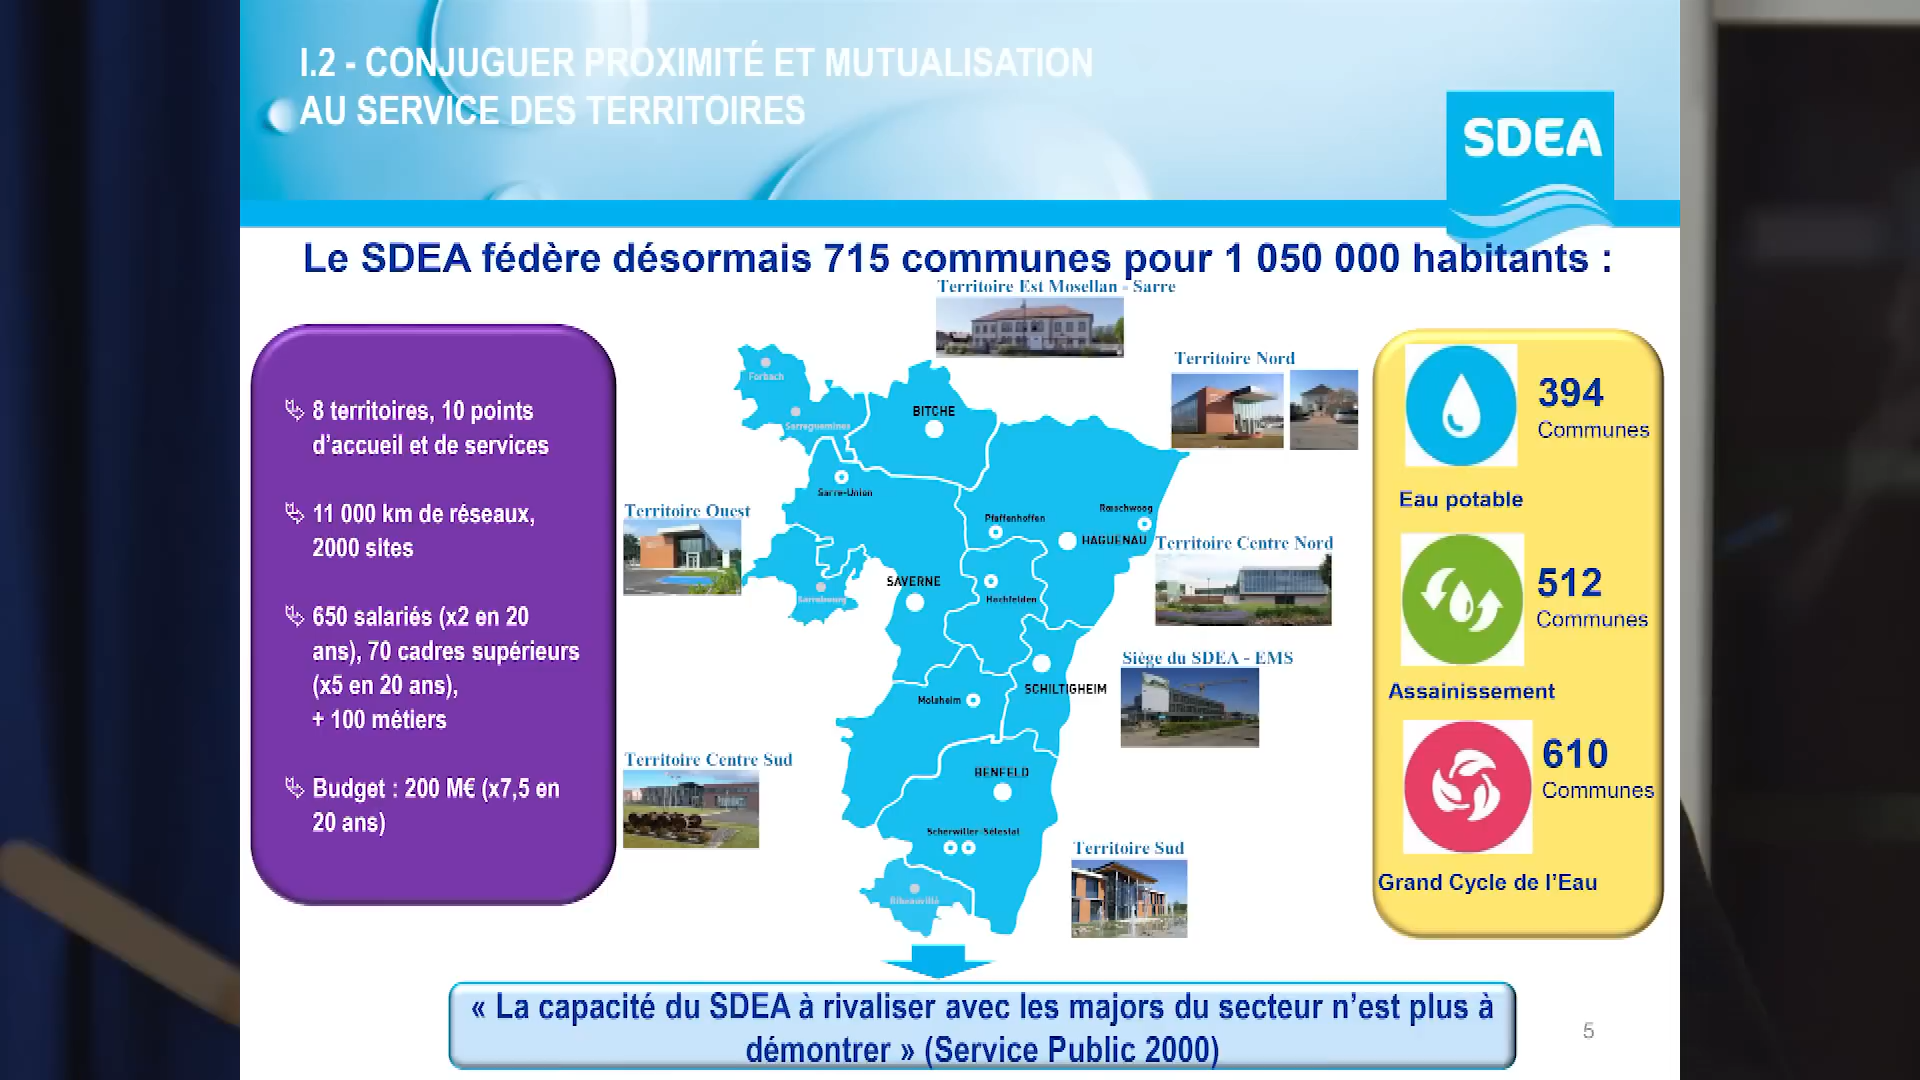 I.2 - CONJUGUER PROXIMITÉ ET MUTUALISATION
AU SERVICE DES TERRITOIRES
SDEA
Le SDEA fédère désormais 715 communes pour 1 050 000 habitants :
8 territoires, 10 points
d’accueil et de services
11 000 km de réseaux,
2000 sites
650 salariés (x2 en 20
ans), 70 cadres supérieurs
(x5 en 20 ans),
+ 100 métiers
Budget : 200 M€ (x7,5 en
20 ans)
Territoire Est Mosellan - Sarre
Territoire Nord
Territoire Ouest
Territoire Centre Nord
Siège du SDEA - EMS
Territoire Centre Sud
Territoire Sud
Forbach
Sarreguemines
BITCHE
Sarre-Union
Pfaffenhoffen
Rœschwoog
HAGUENAU
SAVERNE
Hochfelden
Sarrebourg
SCHILTIGHEIM
Molsheim
BENFELD
Scherwiller-Sélestat
Ribeauvillé
394
Communes
Eau potable
512
Communes
Assainissement
610
Communes
Grand Cycle de l’Eau
« La capacité du SDEA à rivaliser avec les majors du secteur n’est plus à
démontrer » (Service Public 2000)
5